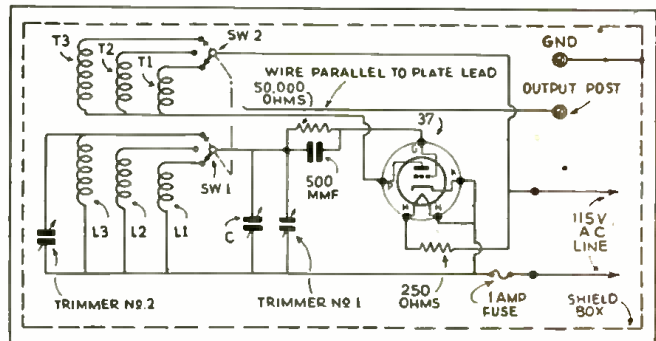 T3
T2
T1
SW 2
GND
WIRE PARALLEL TO PLATE LEAD
OUTPUT POST
50,000
OHMS
37
G
P
K
H
H
500
MMF
SW 1
L3
L2
L1
C
115V
A C
LINE
TRIMMER Nº.2
TRIMMER Nº 1
250
OHMS
1 AMP
FUSE
SHIELD
BOX